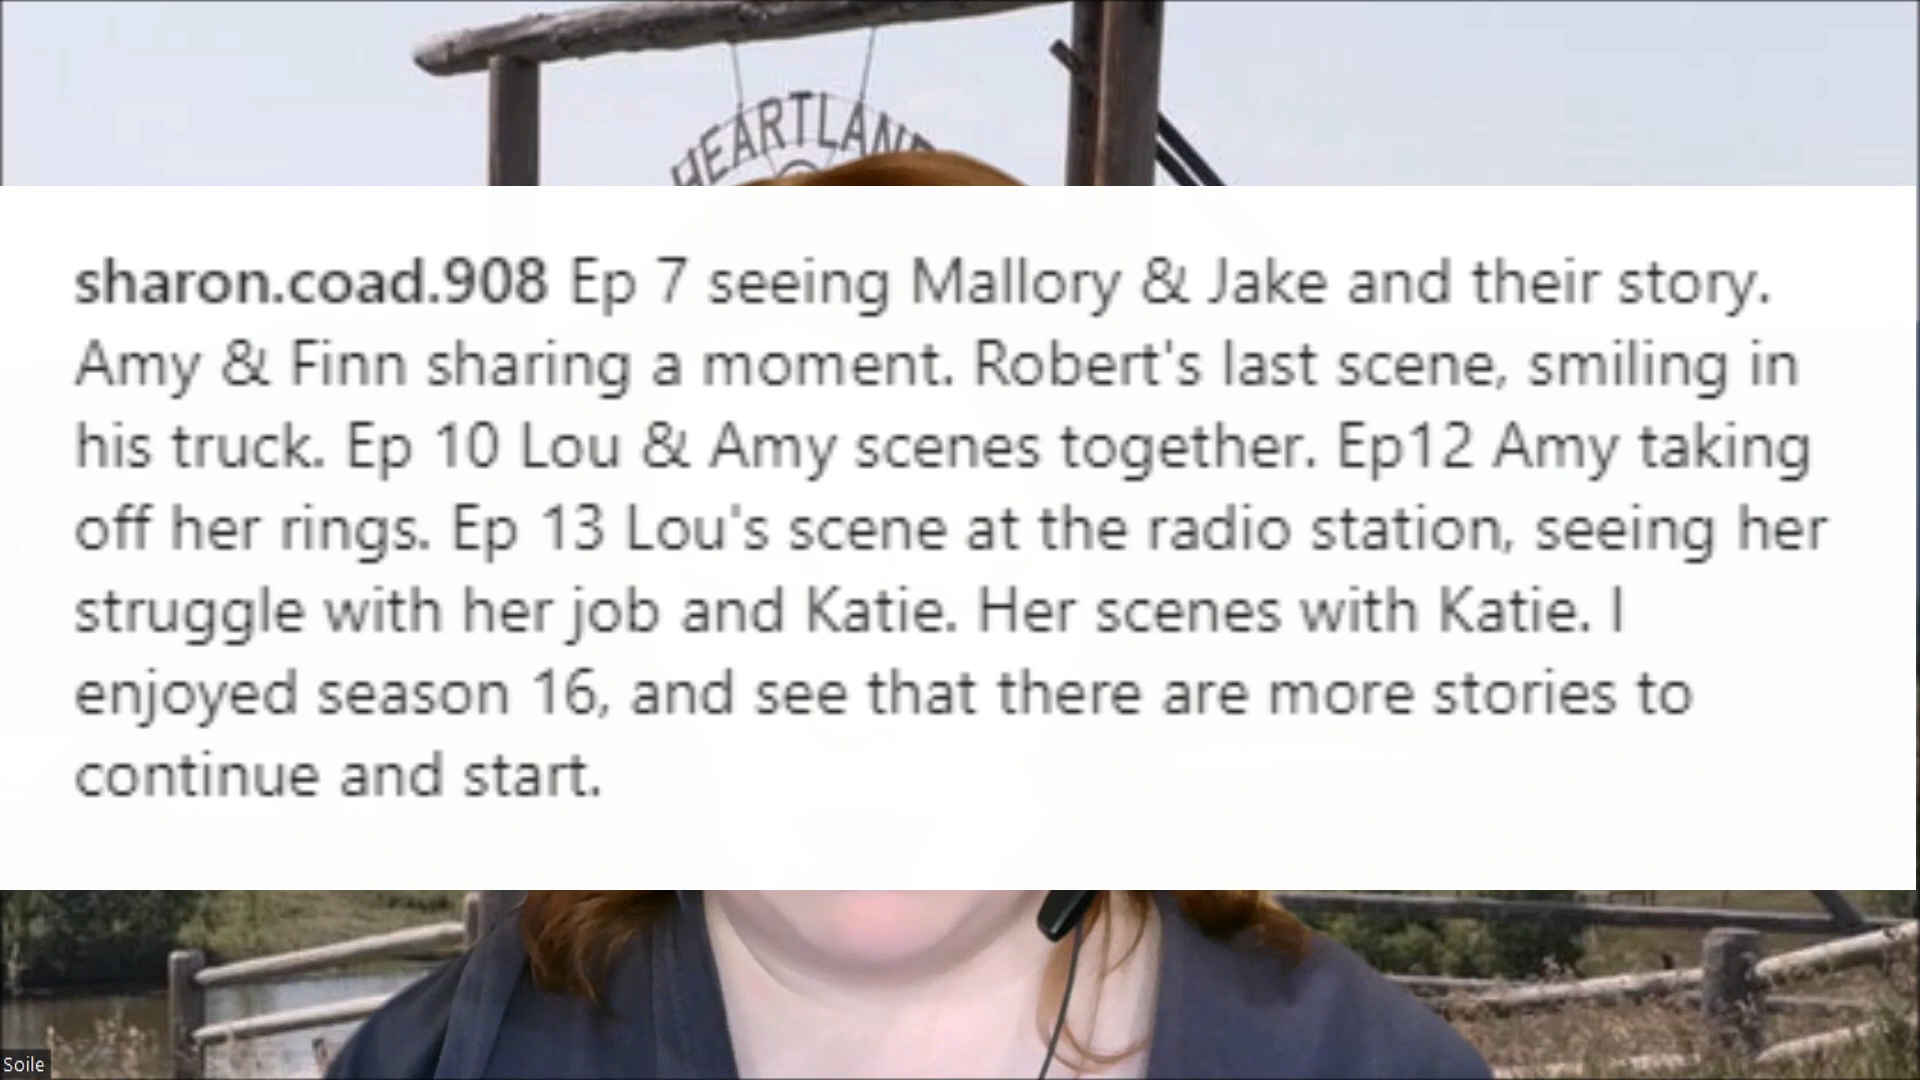 HEARTLAND
sharon.coad.908 Ep 7 seeing Mallory & Jake and their story.
Amy & Finn sharing a moment. Robert's last scene, smiling in
his truck. Ep 10 Lou & Amy scenes together. Ep12 Amy taking
off her rings. Ep 13 Lou's scene at the radio station, seeing her
struggle with her job and Katie. Her scenes with Katie. I
enjoyed season 16, and see that there are more stories to
continue and start.
Soile